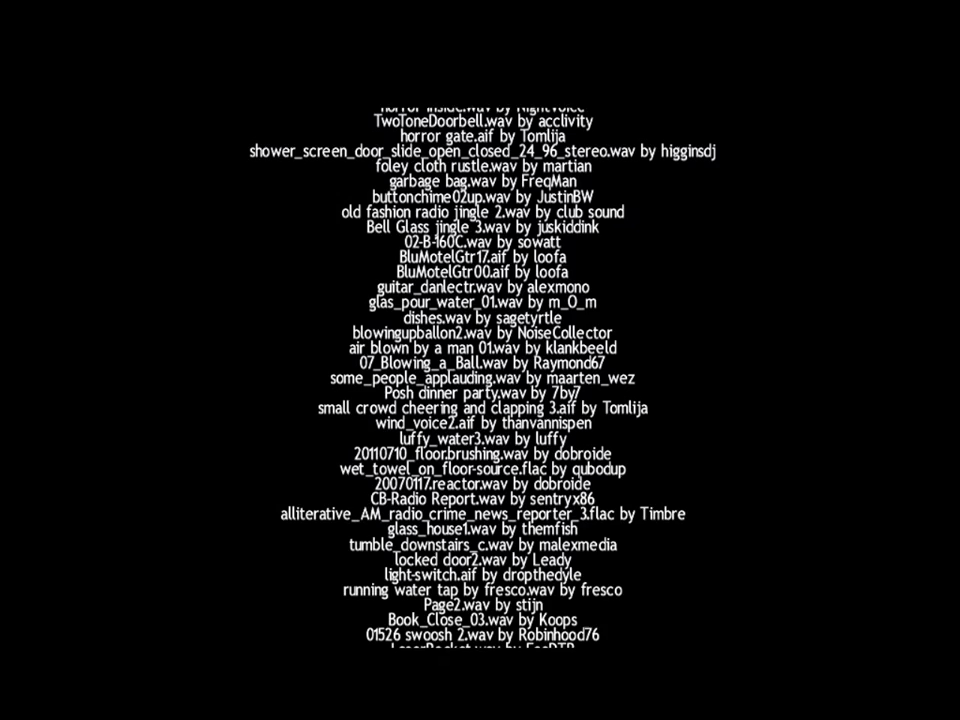 horror inside.wav by NightVoice
TwoToneDoorbell.wav by acclivity
horror gate.aif by Tomlija
shower_screen_door_slide_open_closed_24_96_stereo.wav by higginsdj
foley cloth rustle.wav by martian
garbage bag.wav by FreqMan
buttonchime02up.wav by JustinBW
old fashion radio jingle 2.wav by club sound
Bell Glass jingle 3.wav by juskiddink
02-B-160C.wav by sowatt
BluMotelGtr17.aif by loofa
BluMotelGtr00.aif by loofa
guitar_danlectr.wav by alexmono
glas_pour_water_01.wav by m_O_m
dishes.wav by sagetyrtle
blowingupballon2.wav by NoiseCollector
air blown by a man 01.wav by klankbeeld
07_Blowing_a_Ball.wav by Raymond67
some_people_applauding.wav by maarten_wez
Posh dinner party.wav by 7by7
small crowd cheering and clapping 3.aif by Tomlija
wind_voice2.aif by thanvannispen
luffy_water3.wav by luffy
20110710_floor.brushing.wav by dobroide
wet_towel_on_floor-source.flac by qubodup
20070117.reactor.wav by dobroide
CB-Radio Report.wav by sentryx86
alliterative_AM_radio_crime_news_reporter_3.flac by Timbre
glass_house1.wav by themfish
tumble_downstairs_c.wav by malexmedia
locked door2.wav by Leady
light-switch.aif by dropthedyle
running water tap by fresco.wav by fresco
Page2.wav by stijn
Book_Close_03.wav by Koops
01526 swoosh 2.wav by Robinhood76
by